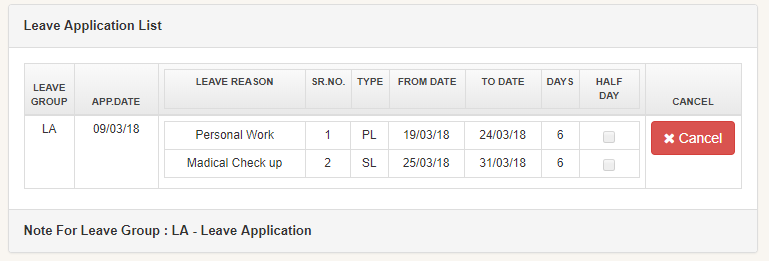 Leave Application List
LEAVE GROUP APP.DATE LEAVE REASON SR.NO. TYPE FROM DATE TO DATE DAYS HALF DAY CANCEL
LA 09/03/18 Personal Work 1 PL 19/03/18 24/03/18 6 Cancel
Madical Check up 2 SL 25/03/18 31/03/18 6
Note For Leave Group : LA - Leave Application